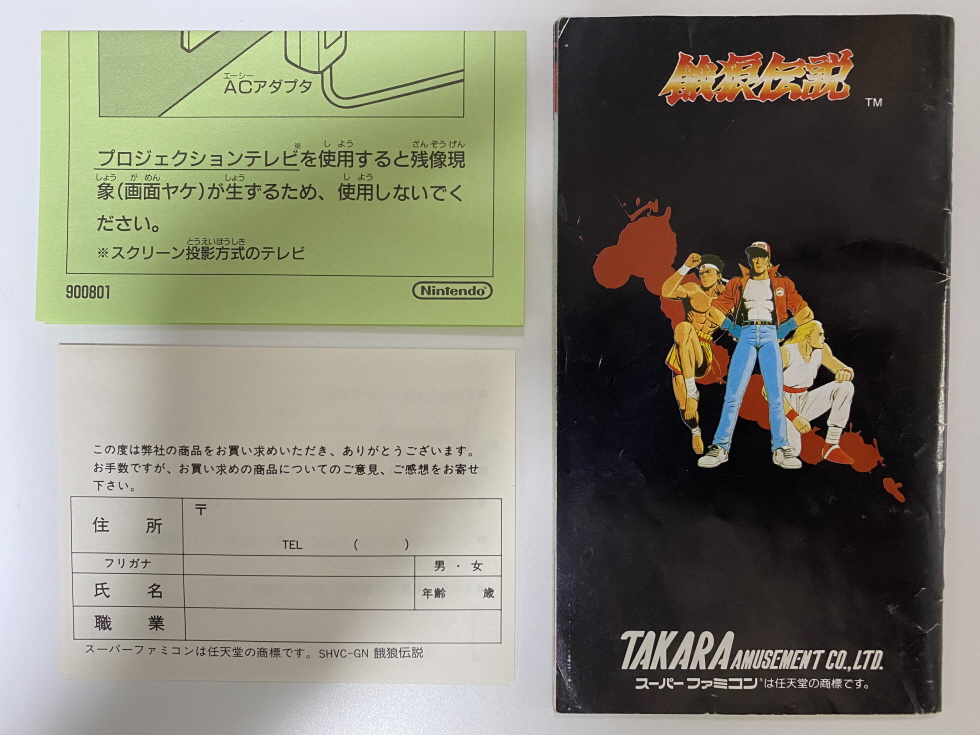 エーシー
ACアダプタ
し よう ざん ぞう げん
プロジェクションテレビ※を使用すると残像現
しょう が めん しょう し よう
象(画面ヤケ)が生ずるため、使用しないでく
ださい。
とうえいほうしき
※スクリーン投影方式のテレビ
900801
Nintendo
この度は弊社の商品をお買い求めいただき、ありがとうございます。
お手数ですが、お買い求めの商品についてのご意見、ご感想をお寄せ
下さい。
住 所
〒
TEL ( )
フリガナ
男 ・ 女
氏 名
年齢 歳
職 業
スーパーファミコンは任天堂の商標です。SHVC-GN 餓狼伝説
餓狼伝説
TM
TAKARA AMUSEMENT CO., LTD.
スーパーファミコン®は任天堂の商標です。